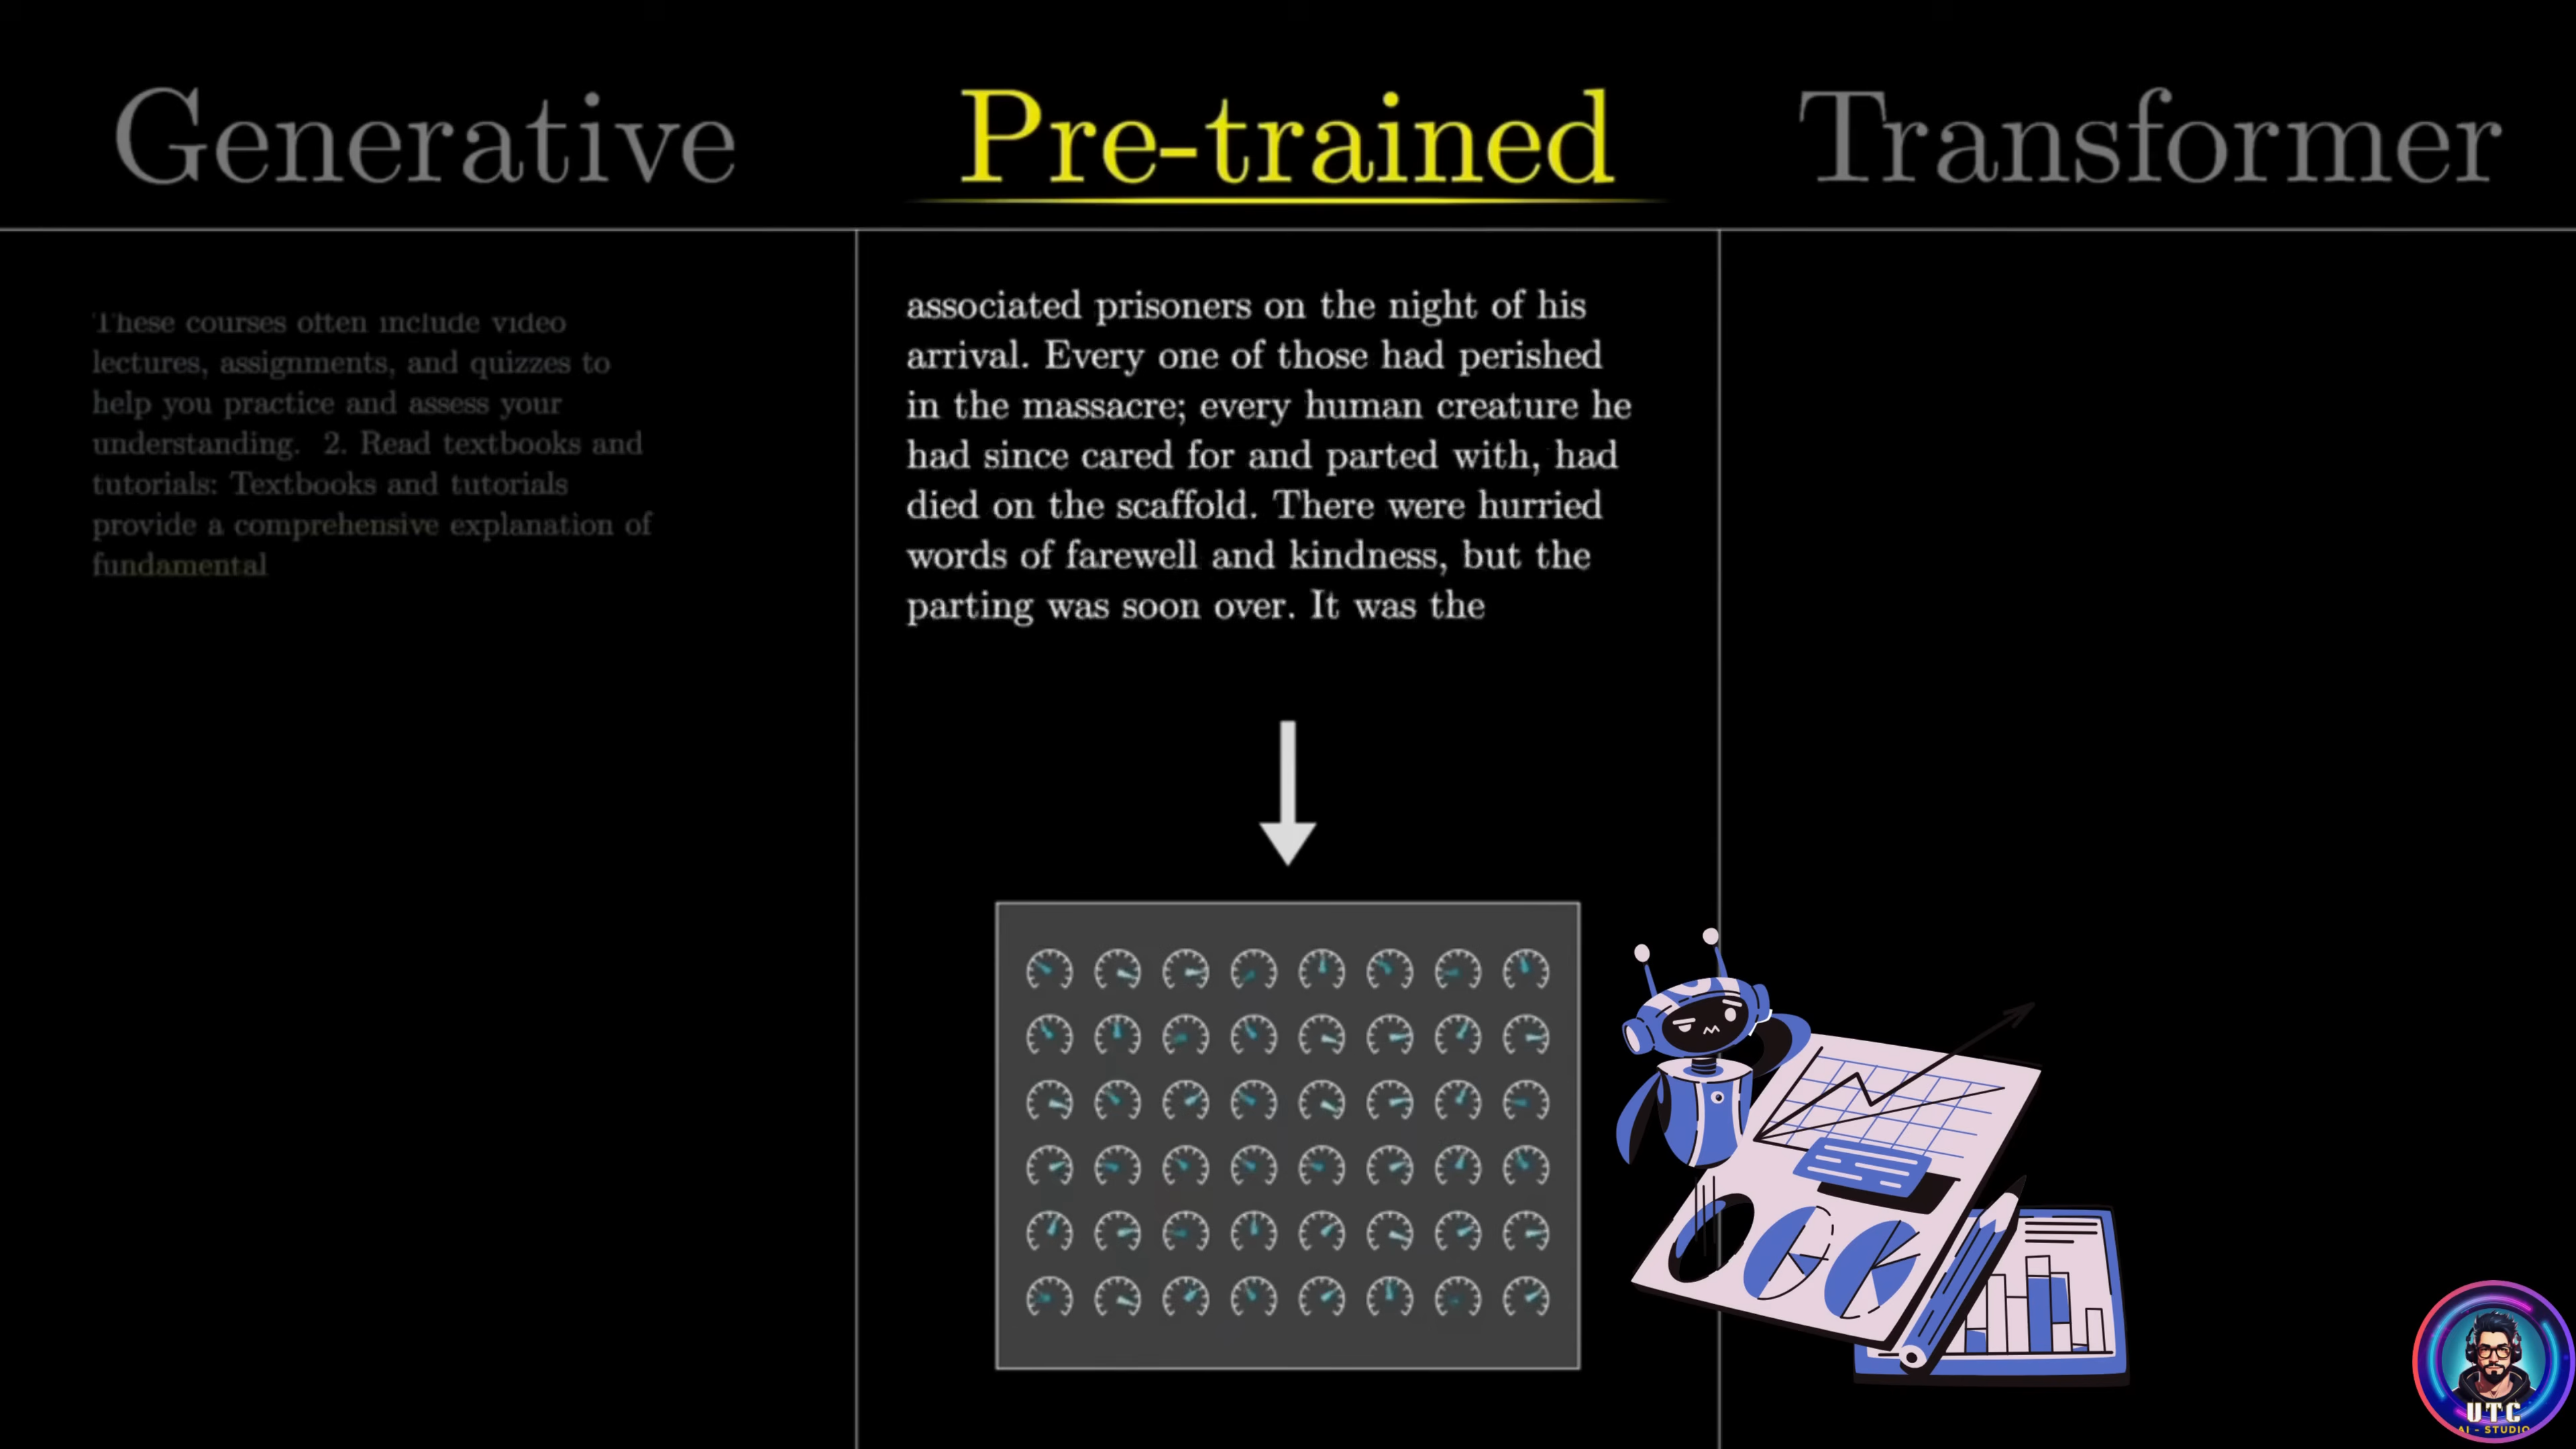 Generative
Pre-trained
Transformer
These courses often include video
lectures, assignments, and quizzes to
help you practice and assess your
understanding. 2. Read textbooks and
tutorials: Textbooks and tutorials
provide a comprehensive explanation of
fundamental
associated prisoners on the night of his
arrival. Every one of those had perished
in the massacre; every human creature he
had since cared for and parted with, had
died on the scaffold. There were hurried
words of farewell and kindness, but the
parting was soon over. It was the
UTC
AI - STUDIO